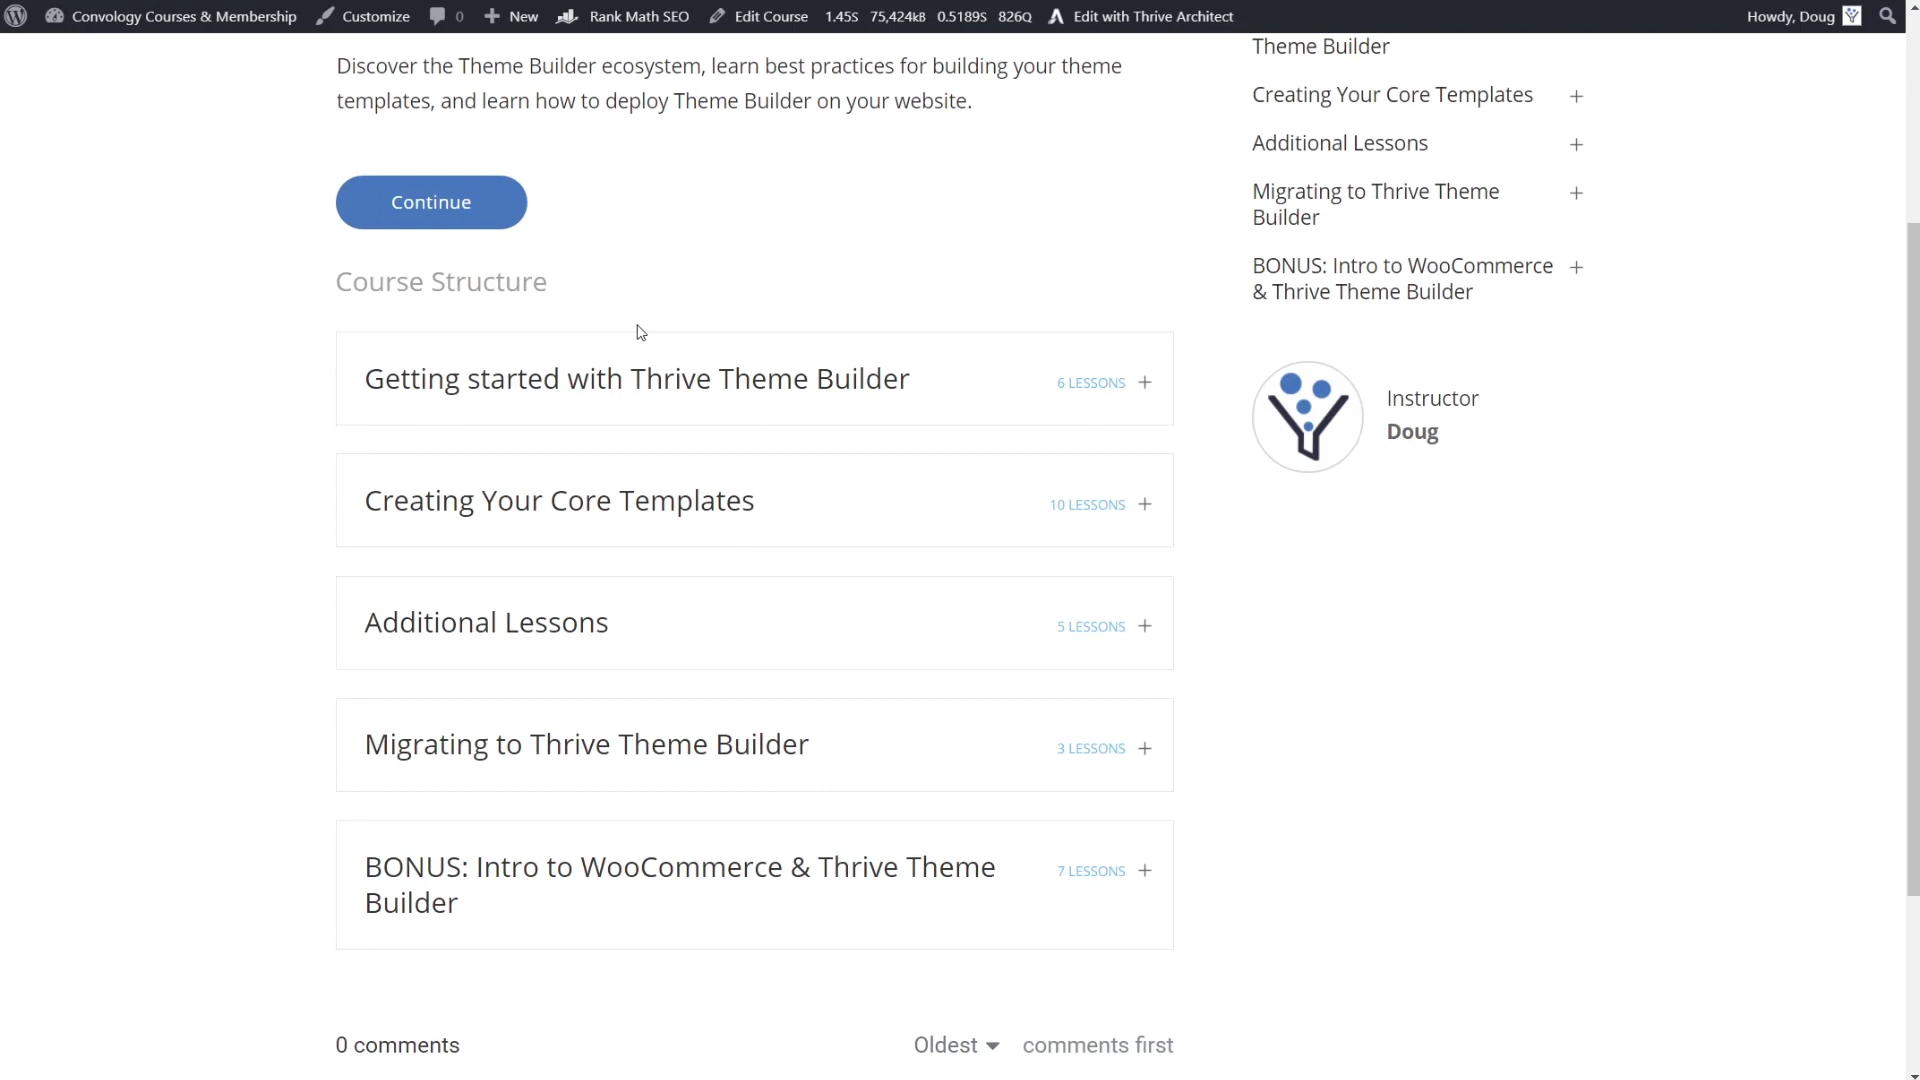 Convology Courses & Membership Customize 0 New Rank Math SEO Edit Course 1.45S 75,424KB 0.5189S 826Q Edit with Thrive Architect Howdy, Doug
Discover the Theme Builder ecosystem, learn best practices for building your theme
templates, and learn how to deploy Theme Builder on your website.
Continue
Course Structure
Getting started with Thrive Theme Builder 6 LESSONS
Creating Your Core Templates 10 LESSONS
Additional Lessons 5 LESSONS
Migrating to Thrive Theme Builder 3 LESSONS
BONUS: Intro to WooCommerce & Thrive Theme 7 LESSONS
Builder
0 comments Oldest comments first
Theme Builder
Creating Your Core Templates
Additional Lessons
Migrating to Thrive Theme
Builder
BONUS: Intro to WooCommerce
& Thrive Theme Builder
Instructor
Doug